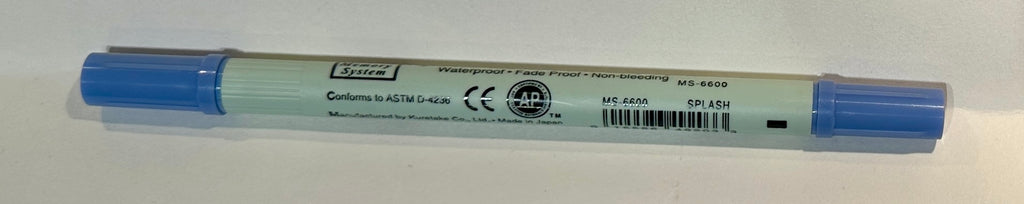 Memory
System
Waterproof • Fade Proof • Non-bleeding MS-6600
Conforms to ASTM D-4236 CE AP TM
MS-6600 SPLASH
Manufactured by Kuretake Co., Ltd. • Made in Japan